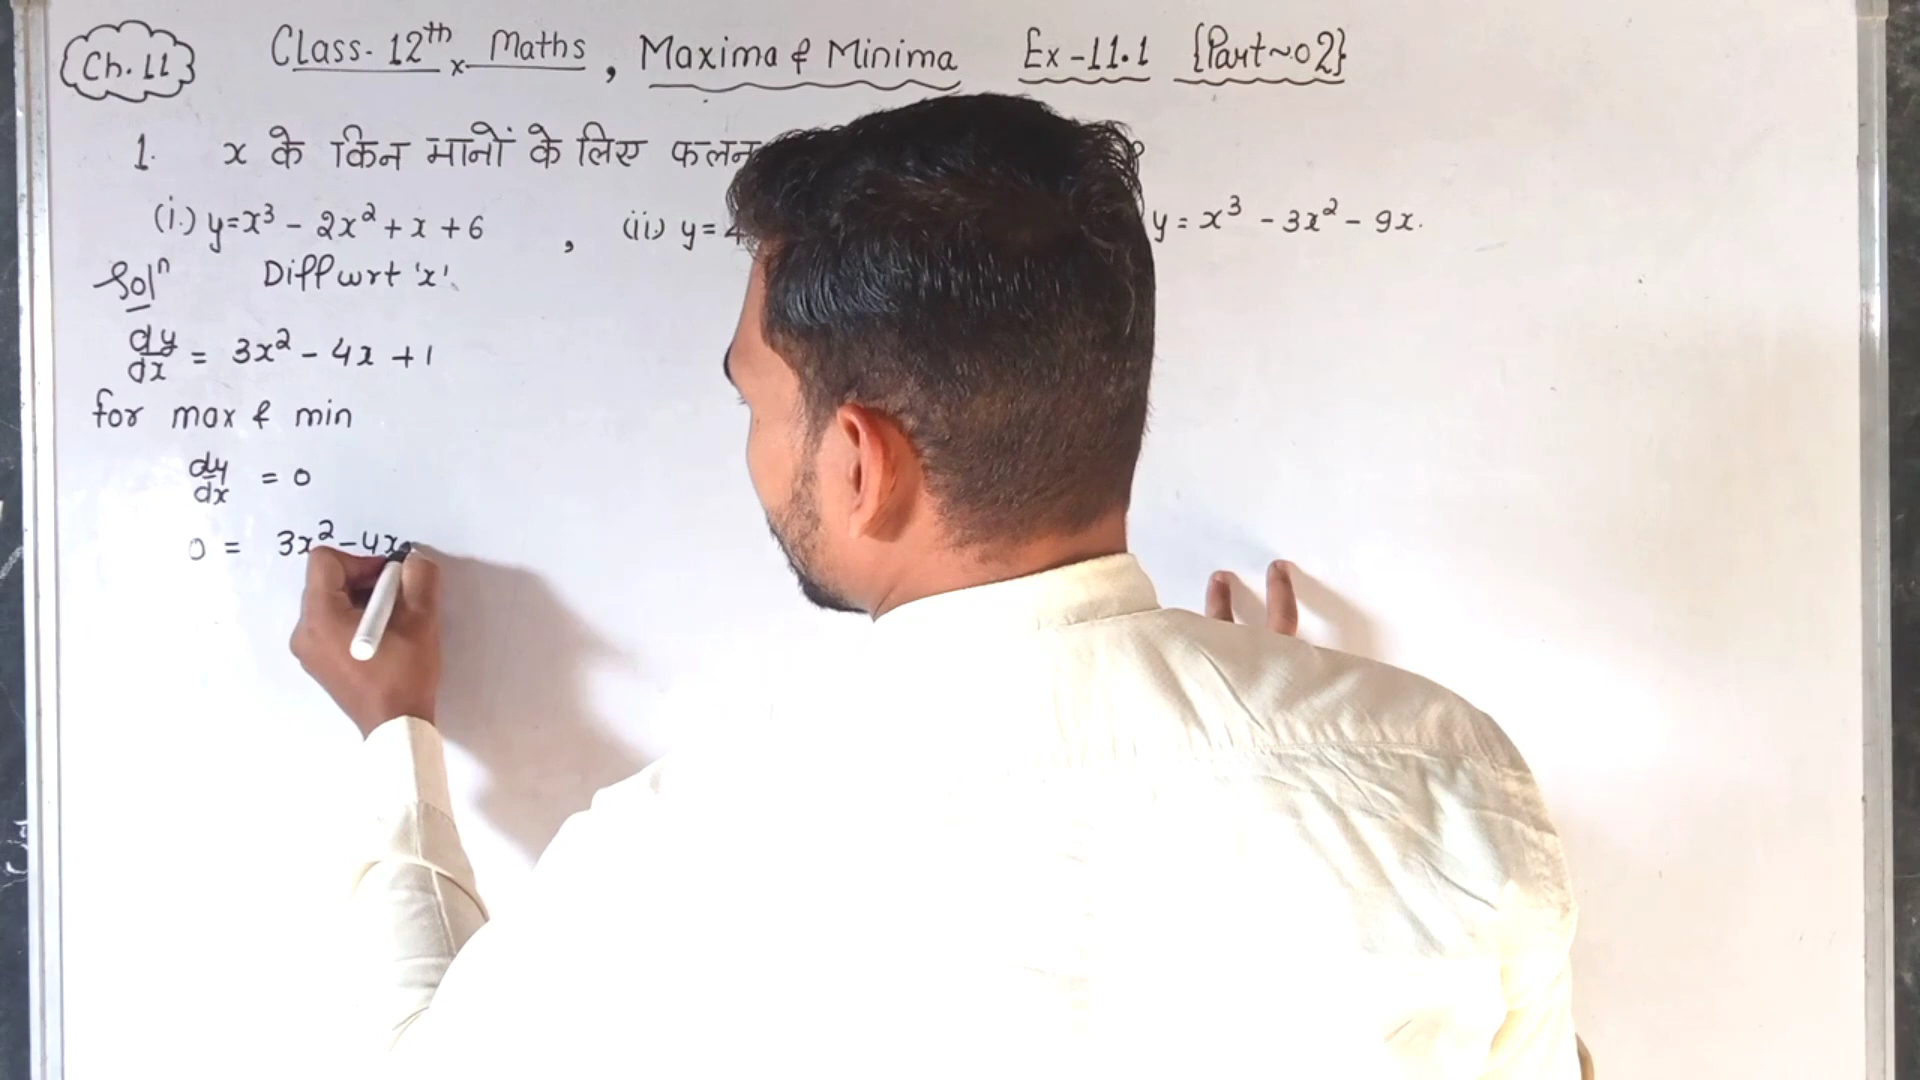 Ch. 11 Class- 12th x Maths , Maxima & Minima Ex -11.1 {Part~02}
1. x के किन मानों के लिए फलन
(i.) y=x³ - 2x² + x + 6 , (ii) y= y = x³ - 3x² - 9x.
Solⁿ Diff wrt 'x'.
dy/dx = 3x² - 4x + 1
for max & min
dy/dx = 0
0 = 3x² - 4x